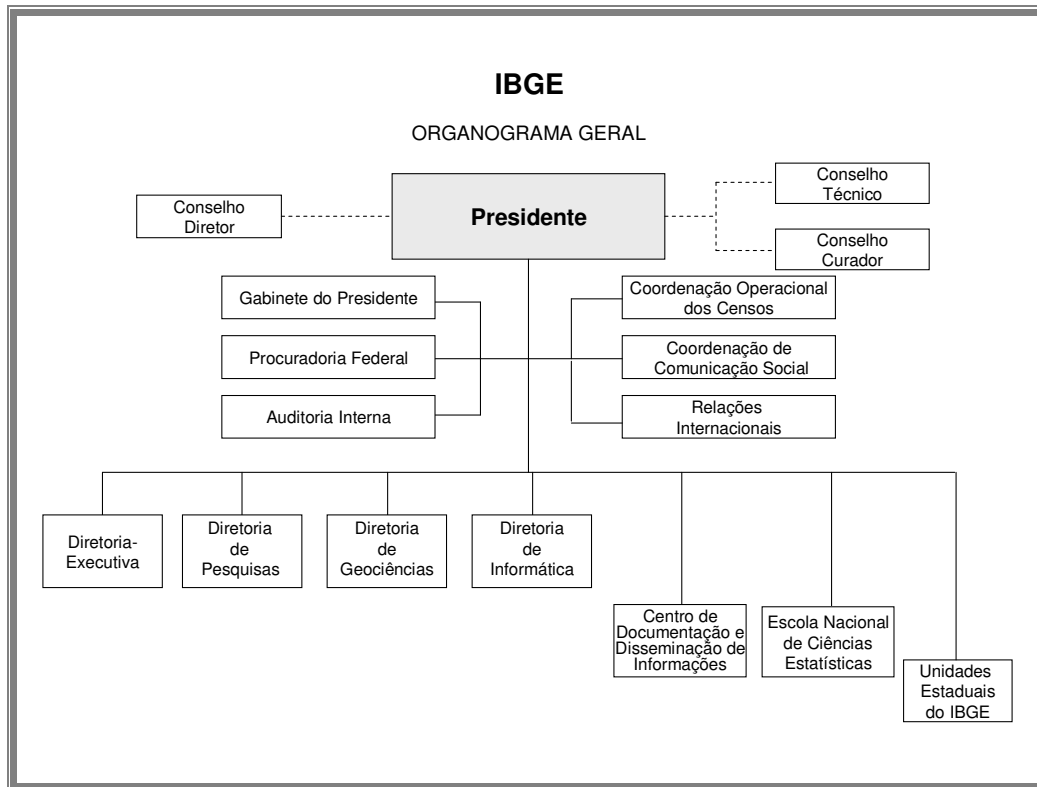 IBGE
ORGANOGRAMA GERAL
Conselho
Diretor
Presidente
Conselho
Técnico
Conselho
Curador
Gabinete do Presidente
Coordenação Operacional
dos Censos
Procuradoria Federal
Coordenação de
Comunicação Social
Auditoria Interna
Relações
Internacionais
Diretoria-
Executiva
Diretoria
de
Pesquisas
Diretoria
de
Geociências
Diretoria
de
Informática
Centro de
Documentação e
Disseminação de
Informações
Escola Nacional
de Ciências
Estatísticas
Unidades
Estaduais
do IBGE